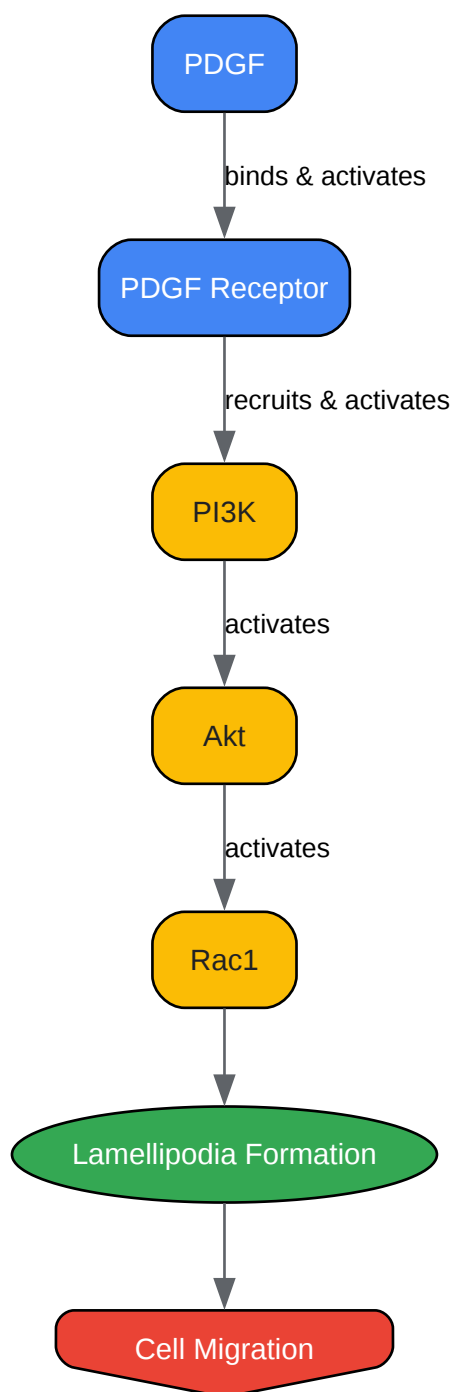 PDGF
binds & activates
PDGF Receptor
recruits & activates
PI3K
activates
Akt
activates
Rac1
Lamellipodia Formation
Cell Migration